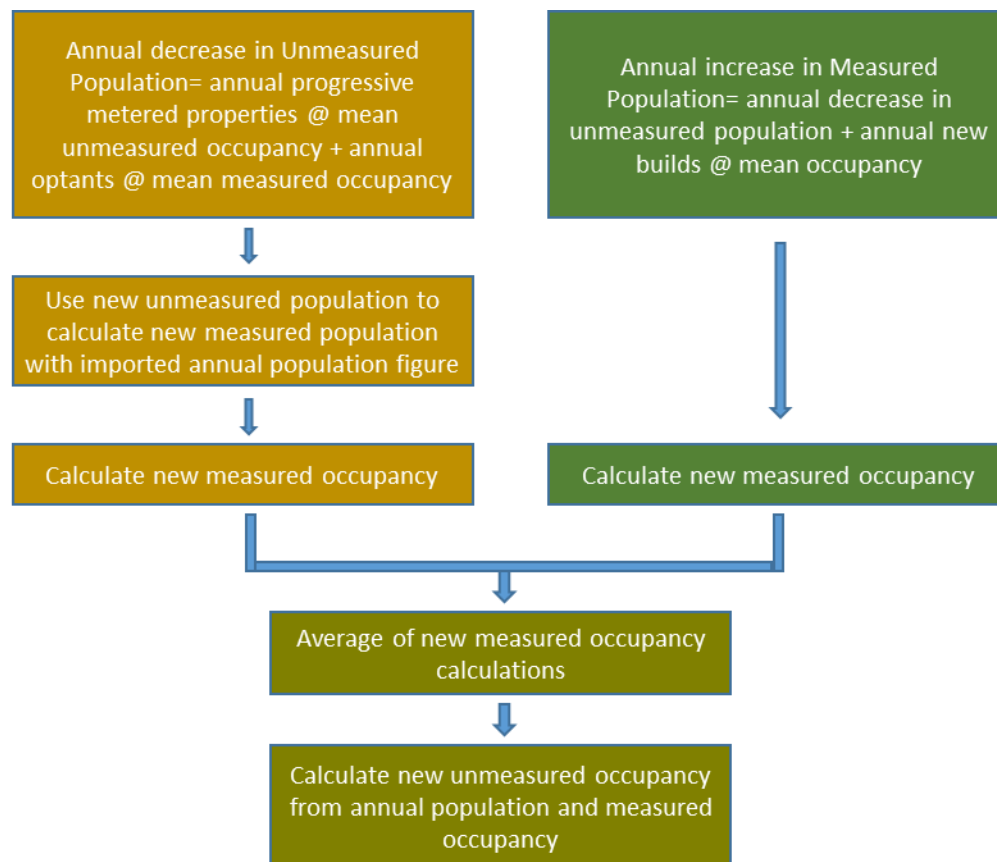 Annual decrease in Unmeasured
Population= annual progressive
metered properties @ mean
unmeasured occupancy + annual
optants @ mean measured occupancy
Annual increase in Measured
Population= annual decrease in
unmeasured population + annual new
builds @ mean occupancy
Use new unmeasured population to
calculate new measured population
with imported annual population figure
Calculate new measured occupancy
Calculate new measured occupancy
Average of new measured occupancy
calculations
Calculate new unmeasured occupancy
from annual population and measured
occupancy